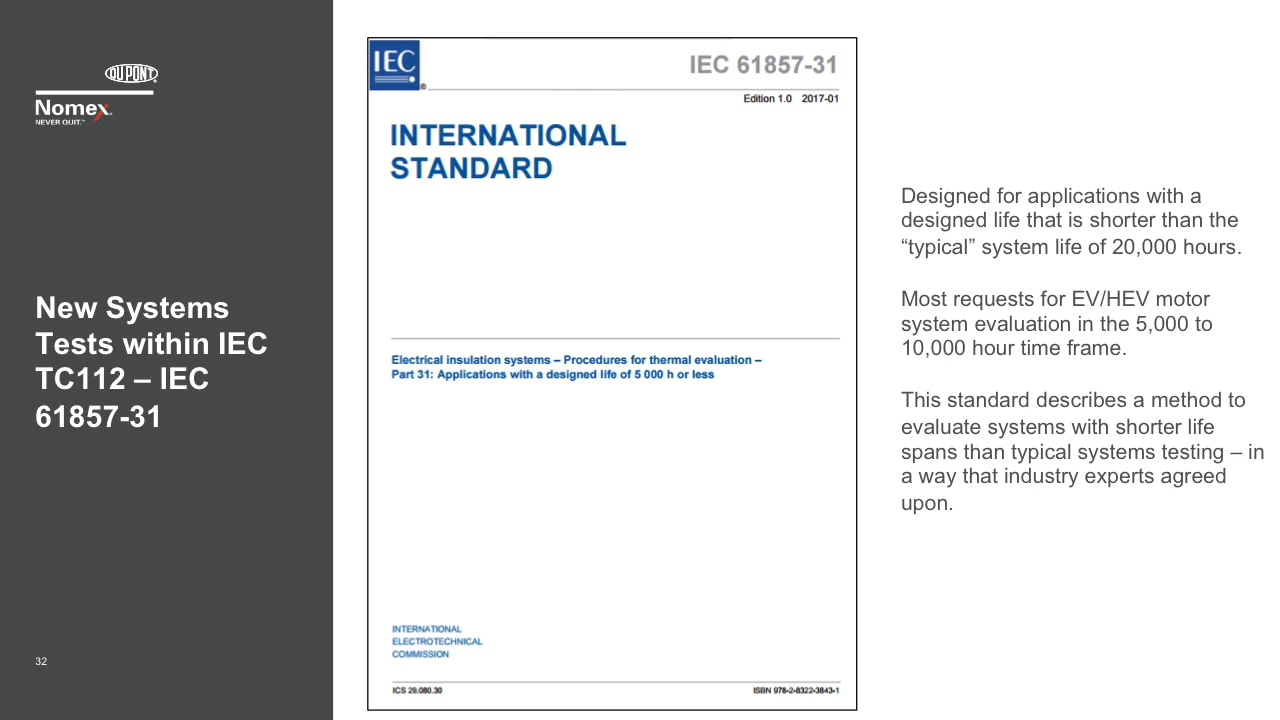 DU PONT
Nomex.
NEVER QUIT.™
New Systems
Tests within IEC
TC112 – IEC
61857-31
32
IEC
®
IEC 61857-31
Edition 1.0 2017-01
INTERNATIONAL
STANDARD
Electrical insulation systems – Procedures for thermal evaluation –
Part 31: Applications with a designed life of 5 000 h or less
INTERNATIONAL
ELECTROTECHNICAL
COMMISSION
ICS 29.080.30
ISBN 978-2-8322-3843-1
Designed for applications with a
designed life that is shorter than the
“typical” system life of 20,000 hours.
Most requests for EV/HEV motor
system evaluation in the 5,000 to
10,000 hour time frame.
This standard describes a method to
evaluate systems with shorter life
spans than typical systems testing – in
a way that industry experts agreed
upon.